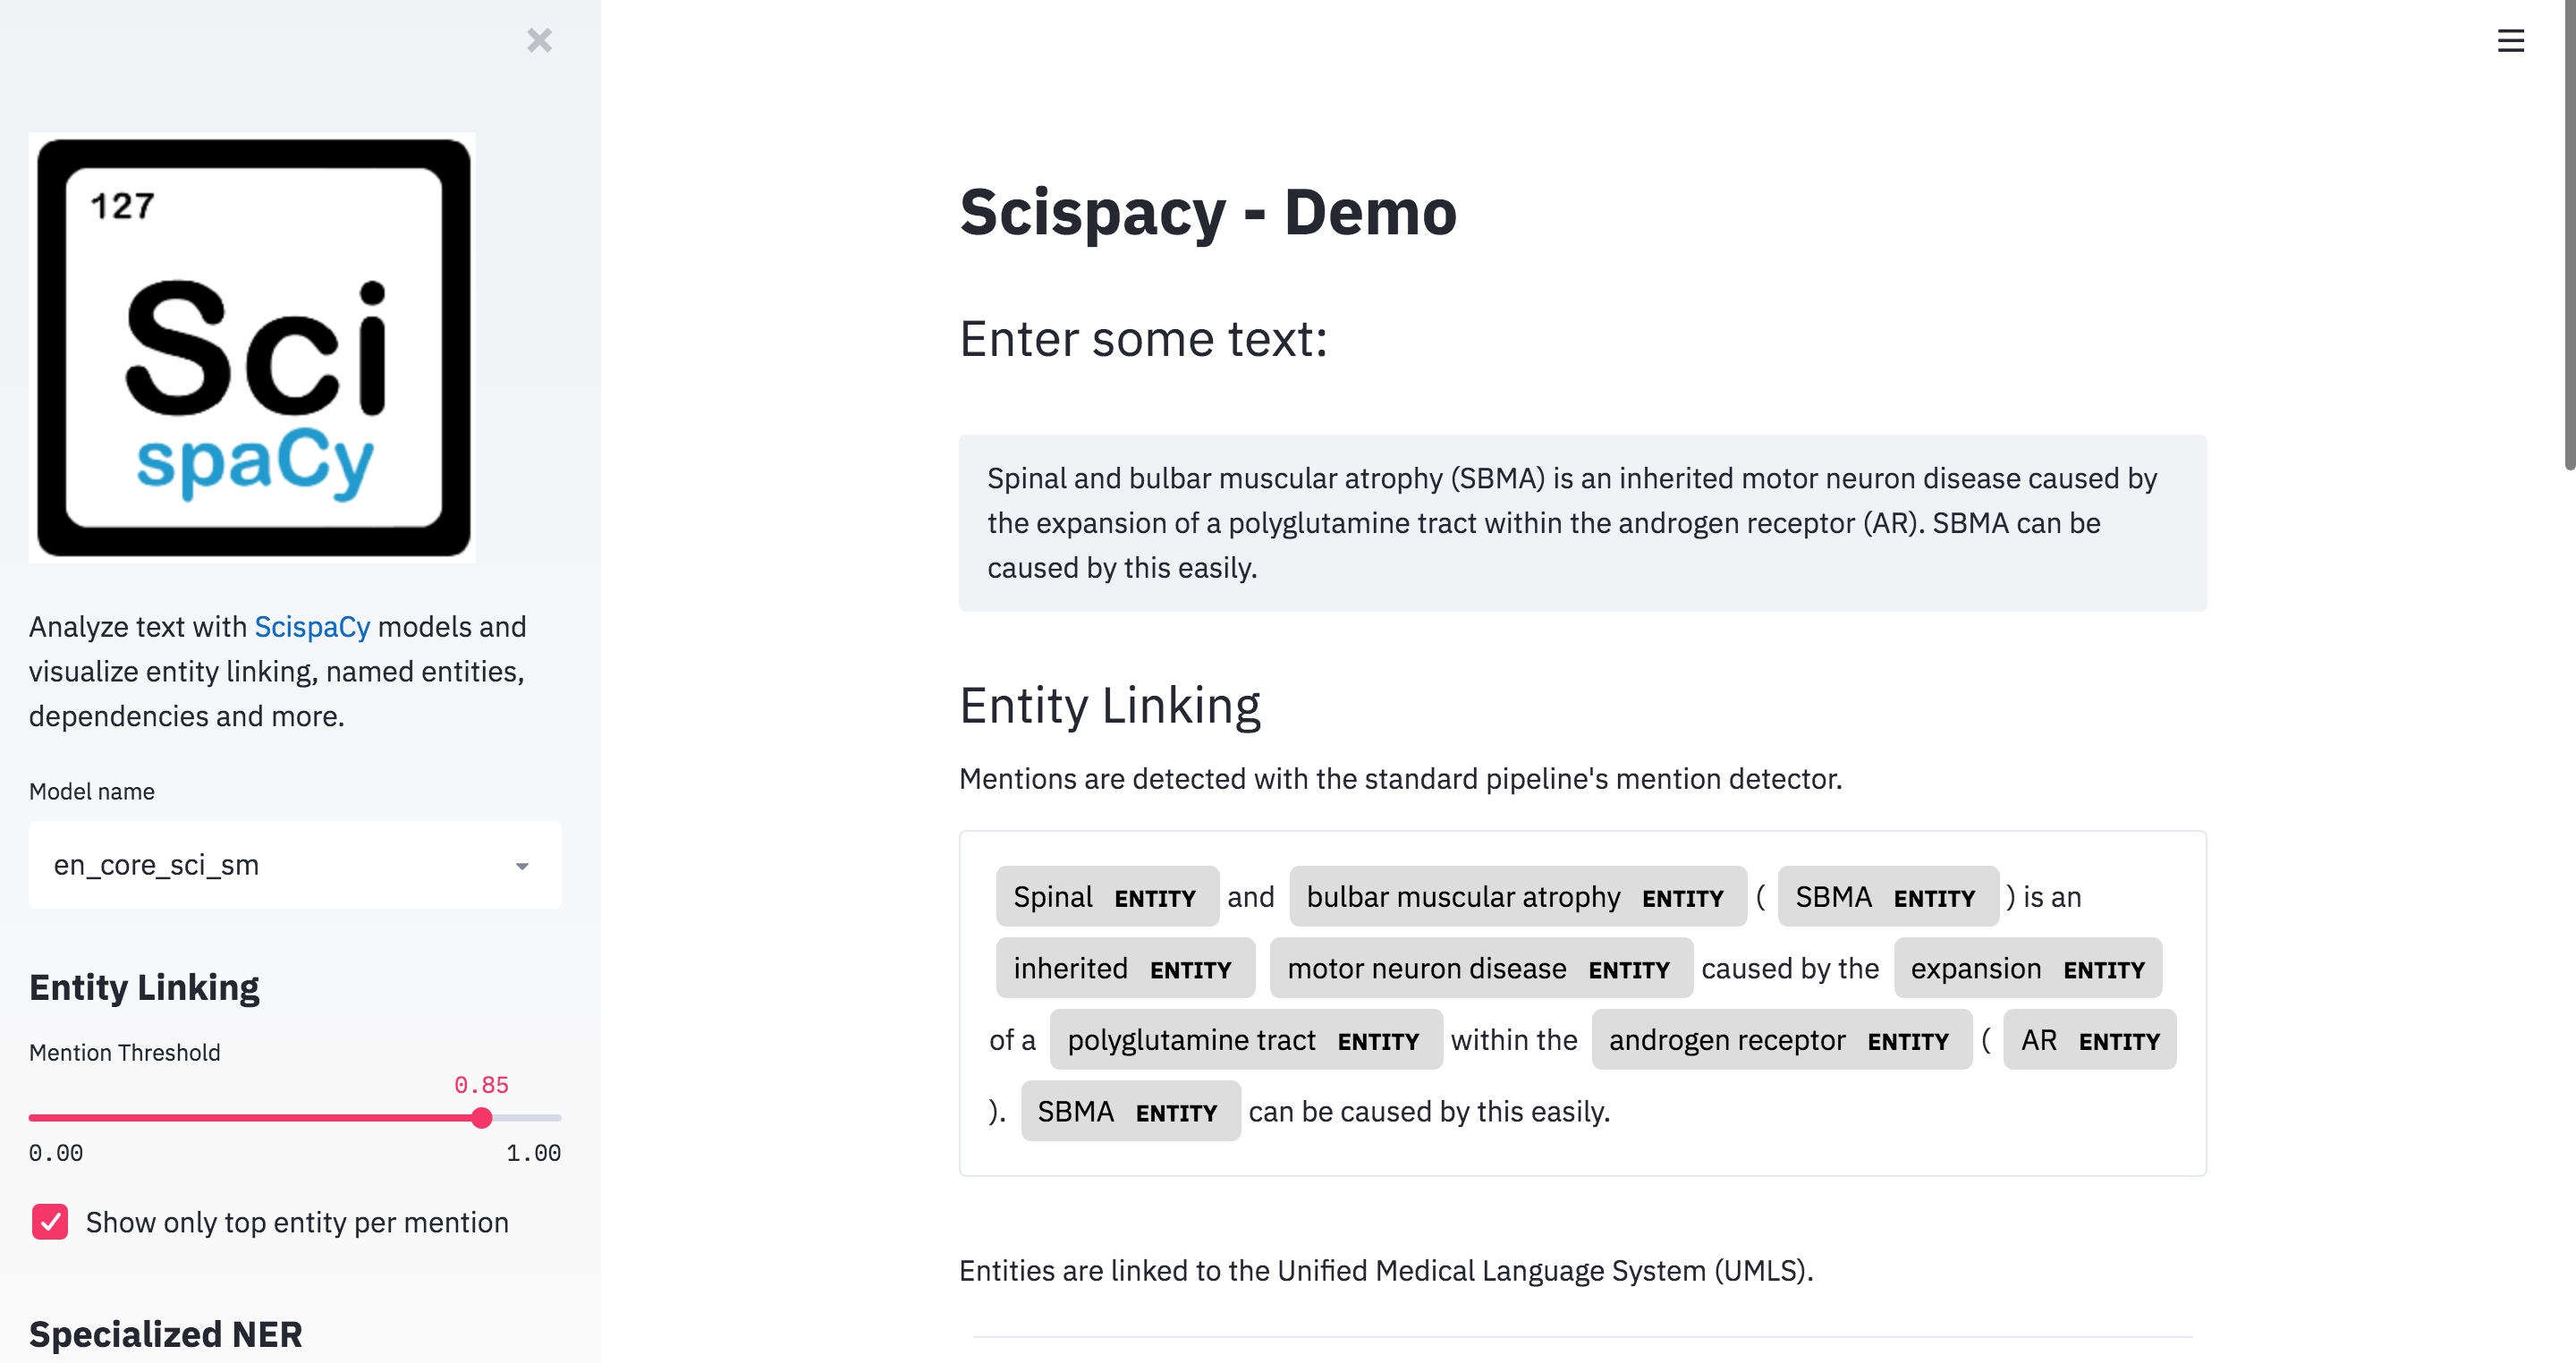 127
Sci
spaCy
Analyze text with ScispaCy models and
visualize entity linking, named entities,
dependencies and more.
Model name
en_core_sci_sm
Entity Linking
Mention Threshold
0.85
0.00 1.00
Show only top entity per mention
Specialized NER
Scispacy - Demo
Enter some text:
Spinal and bulbar muscular atrophy (SBMA) is an inherited motor neuron disease caused by
the expansion of a polyglutamine tract within the androgen receptor (AR). SBMA can be
caused by this easily.
Entity Linking
Mentions are detected with the standard pipeline's mention detector.
Spinal ENTITY and bulbar muscular atrophy ENTITY ( SBMA ENTITY ) is an
inherited ENTITY motor neuron disease ENTITY caused by the expansion ENTITY
of a polyglutamine tract ENTITY within the androgen receptor ENTITY ( AR ENTITY
). SBMA ENTITY can be caused by this easily.
Entities are linked to the Unified Medical Language System (UMLS).